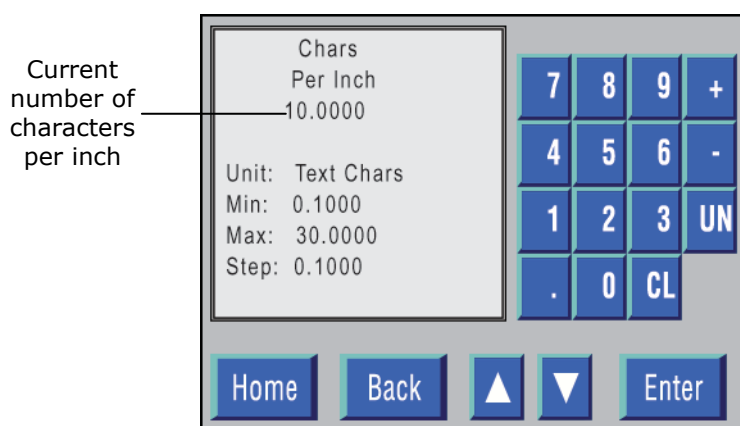 Current
number of
characters
per inch
Chars
Per Inch
10.0000
Unit: Text Chars
Min: 0.1000
Max: 30.0000
Step: 0.1000
7 8 9 +
4 5 6 -
1 2 3 UN
. 0 CL
Home Back Enter